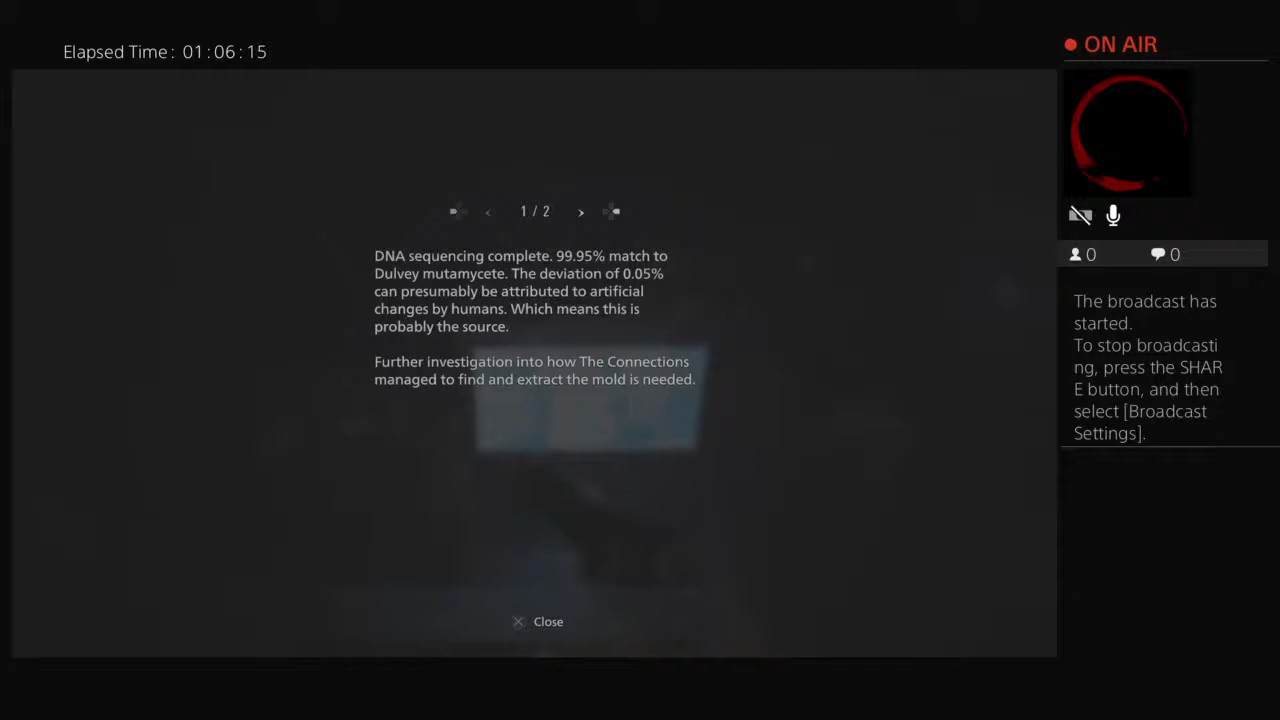 Elapsed Time: 01:06:15
ON AIR
1 / 2
DNA sequencing complete. 99.95% match to
Dulvey mutamycete. The deviation of 0.05%
can presumably be attributed to artificial
changes by humans. Which means this is
probably the source.
Further investigation into how The Connections
managed to find and extract the mold is needed.
Close
0
0
The broadcast has
started.
To stop broadcasti
ng, press the SHAR
E button, and then
select [Broadcast
Settings].